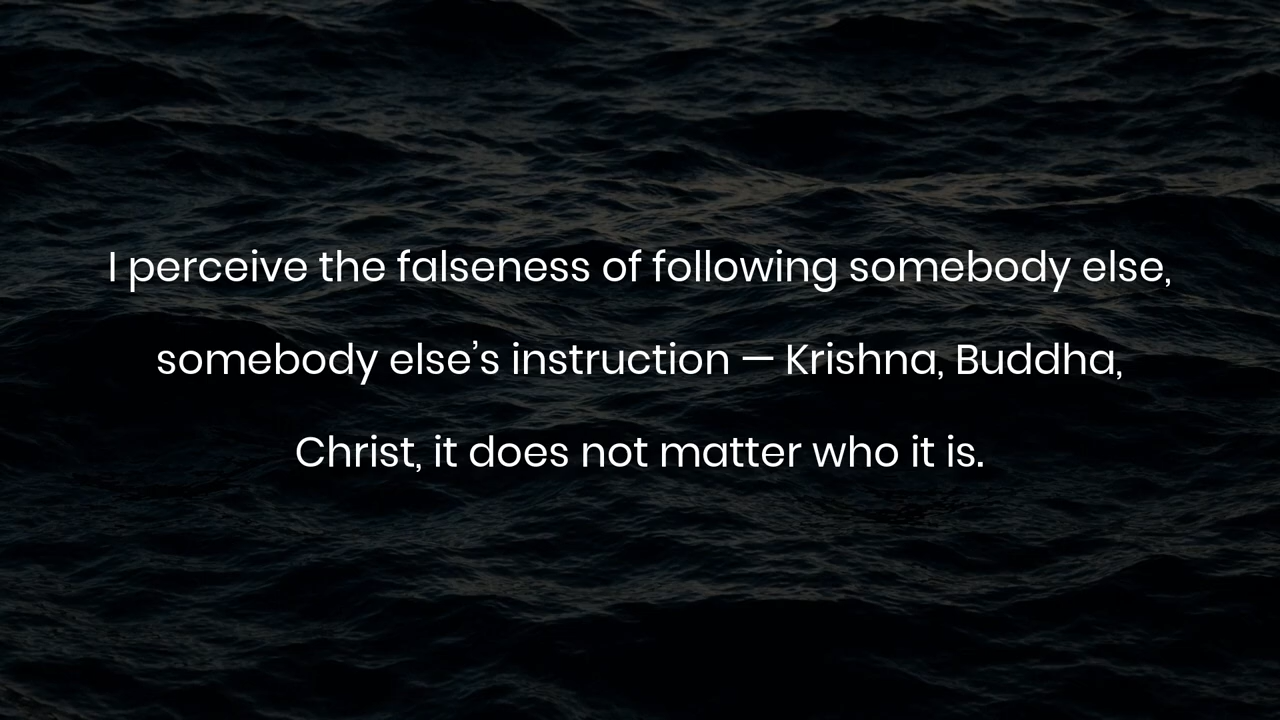 I perceive the falseness of following somebody else,
somebody else’s instruction — Krishna, Buddha,
Christ, it does not matter who it is.